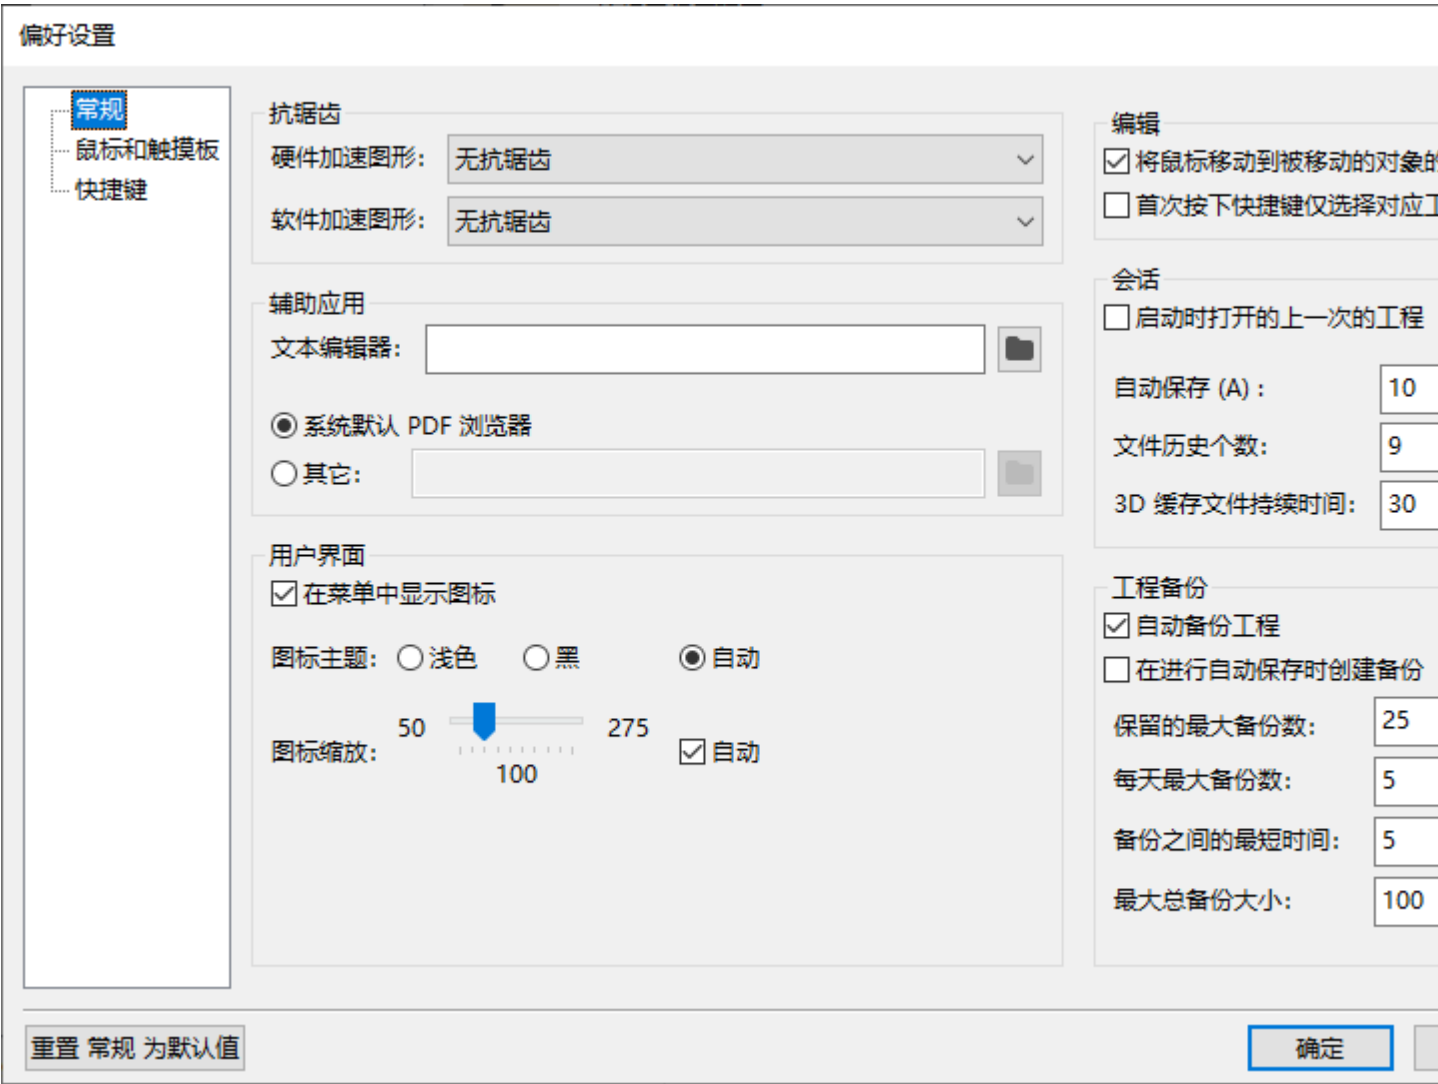 偏好设置
常规
鼠标和触摸板
快捷键
抗锯齿
硬件加速图形: 无抗锯齿
软件加速图形: 无抗锯齿
辅助应用
文本编辑器:
系统默认 PDF 浏览器
其它:
用户界面
在菜单中显示图标
图标主题: 浅色 黑 自动
图标缩放: 50 275 自动
100
编辑
将鼠标移动到被移动的对象的
首次按下快捷键仅选择对应工
会话
启动时打开的上一次的工程
自动保存 (A) : 10
文件历史个数: 9
3D 缓存文件持续时间: 30
工程备份
自动备份工程
在进行自动保存时创建备份
保留的最大备份数: 25
每天最大备份数: 5
备份之间的最短时间: 5
最大总备份大小: 100
重置 常规 为默认值
确定